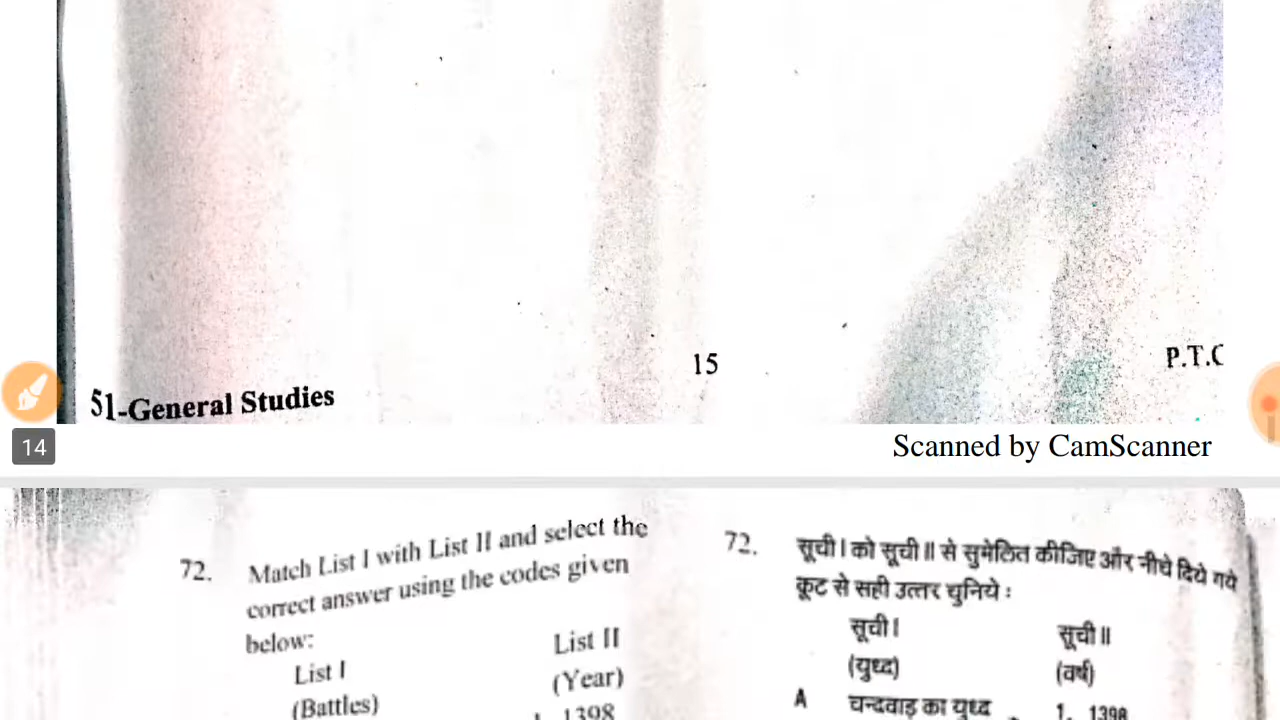 15
P.T.C
51-General Studies
14
Scanned by CamScanner
72. Match List I with List II and select the
correct answer using the codes given
below:
List I List II
(Battles) (Year)
1. 1398
72. सूची I को सूची II से सुमेलित कीजिए और नीचे दिये गये
कूट से सही उत्तर चुनिये :
सूची I सूची II
(युध्द) (वर्ष)
A चन्दवाड़ का युध्द 1. 1398